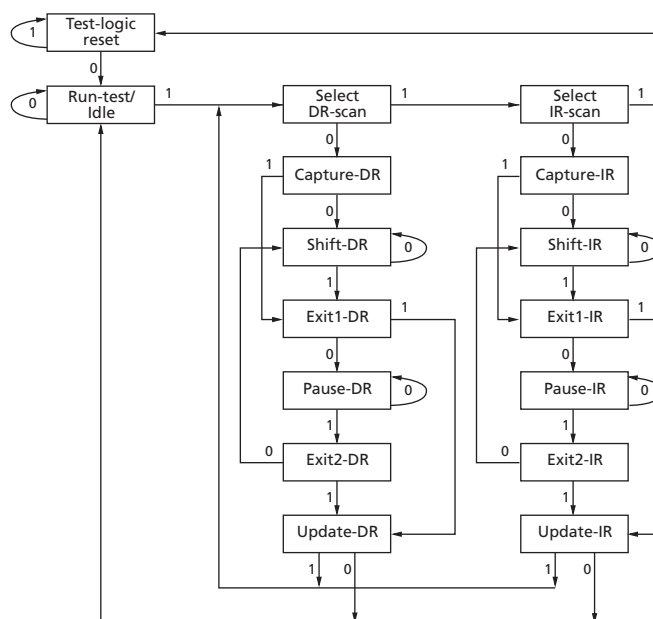 Test-logic
reset
1
0
Run-test/
Idle
0
1
Select
DR-scan
1
Select
IR-scan
1
0
0
1
Capture-DR
1
Capture-IR
0
0
Shift-DR
0
Shift-IR
0
1
1
Exit1-DR
1
Exit1-IR
1
0
0
Pause-DR
0
Pause-IR
0
1
1
0
Exit2-DR
0
Exit2-IR
1
1
Update-DR
Update-IR
1
0
1
0